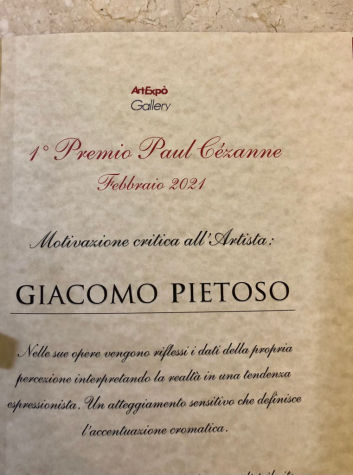 ArtExpò
Gallery
1° Premio Paul Cézanne
Febbraio 2021
Motivazione critica all'Artista:
GIACOMO PIETOSO
Nelle sue opere vengono riflessi i dati della propria
percezione interpretando la realtà in una tendenza
espressionista. Un atteggiamento sensitivo che definisce
l'accentuazione cromatica.